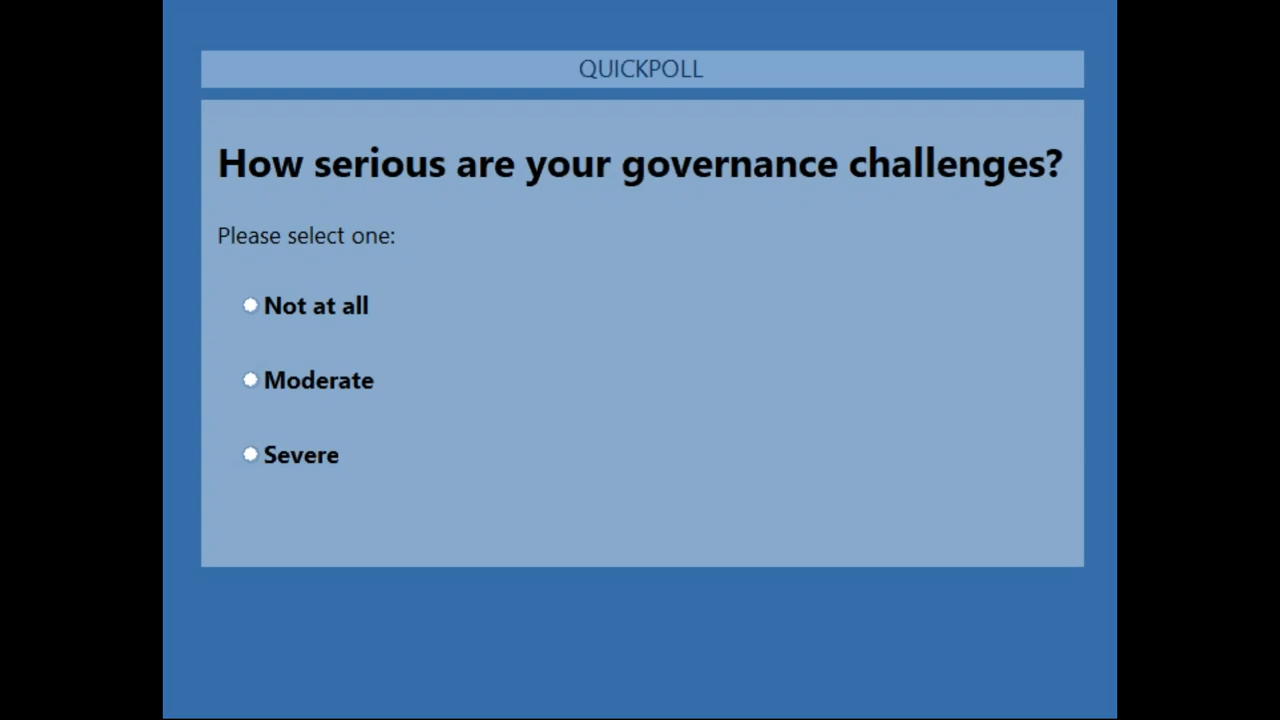 QUICKPOLL
How serious are your governance challenges?
Please select one:
Not at all
Moderate
Severe